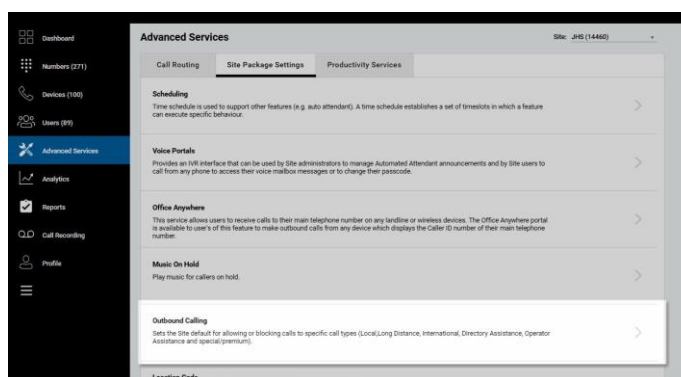 Dashboard
Numbers (271)
Devices (100)
Users (89)
Advanced Services
Analytics
Reports
Call Recording
Profile
Advanced Services
Site: JHS (14460)
Call Routing
Site Package Settings
Productivity Services
Scheduling
Time schedule is used to support other features (e.g. auto attendant). A time schedule establishes a set of timeslots in which a feature
can execute specific behaviour.
Voice Portals
Provides an IVR interface that can be used by Site administrators to manage Automated Attendant announcements and by Site users to
call from any phone to access their voice mailbox messages or to change their passcode.
Office Anywhere
This service allows users to receive calls to their main telephone number on any landline or wireless devices. The Office Anywhere portal
is available to user's of this feature to make outbound calls from any device which displays the Caller ID number of their main telephone
number.
Music On Hold
Play music for callers on hold.
Outbound Calling
Sets the Site default for allowing or blocking calls to specific call types (Local,Long Distance, International, Directory Assistance, Operator
Assistance and special/premium).
Location Code